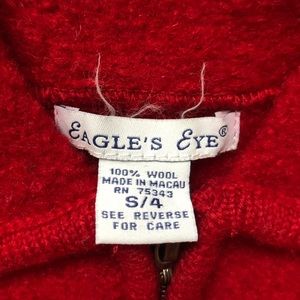 EAGLE'S EYE®
100% WOOL
MADE IN MACAU
RN 75343
S/4
SEE REVERSE
FOR CARE